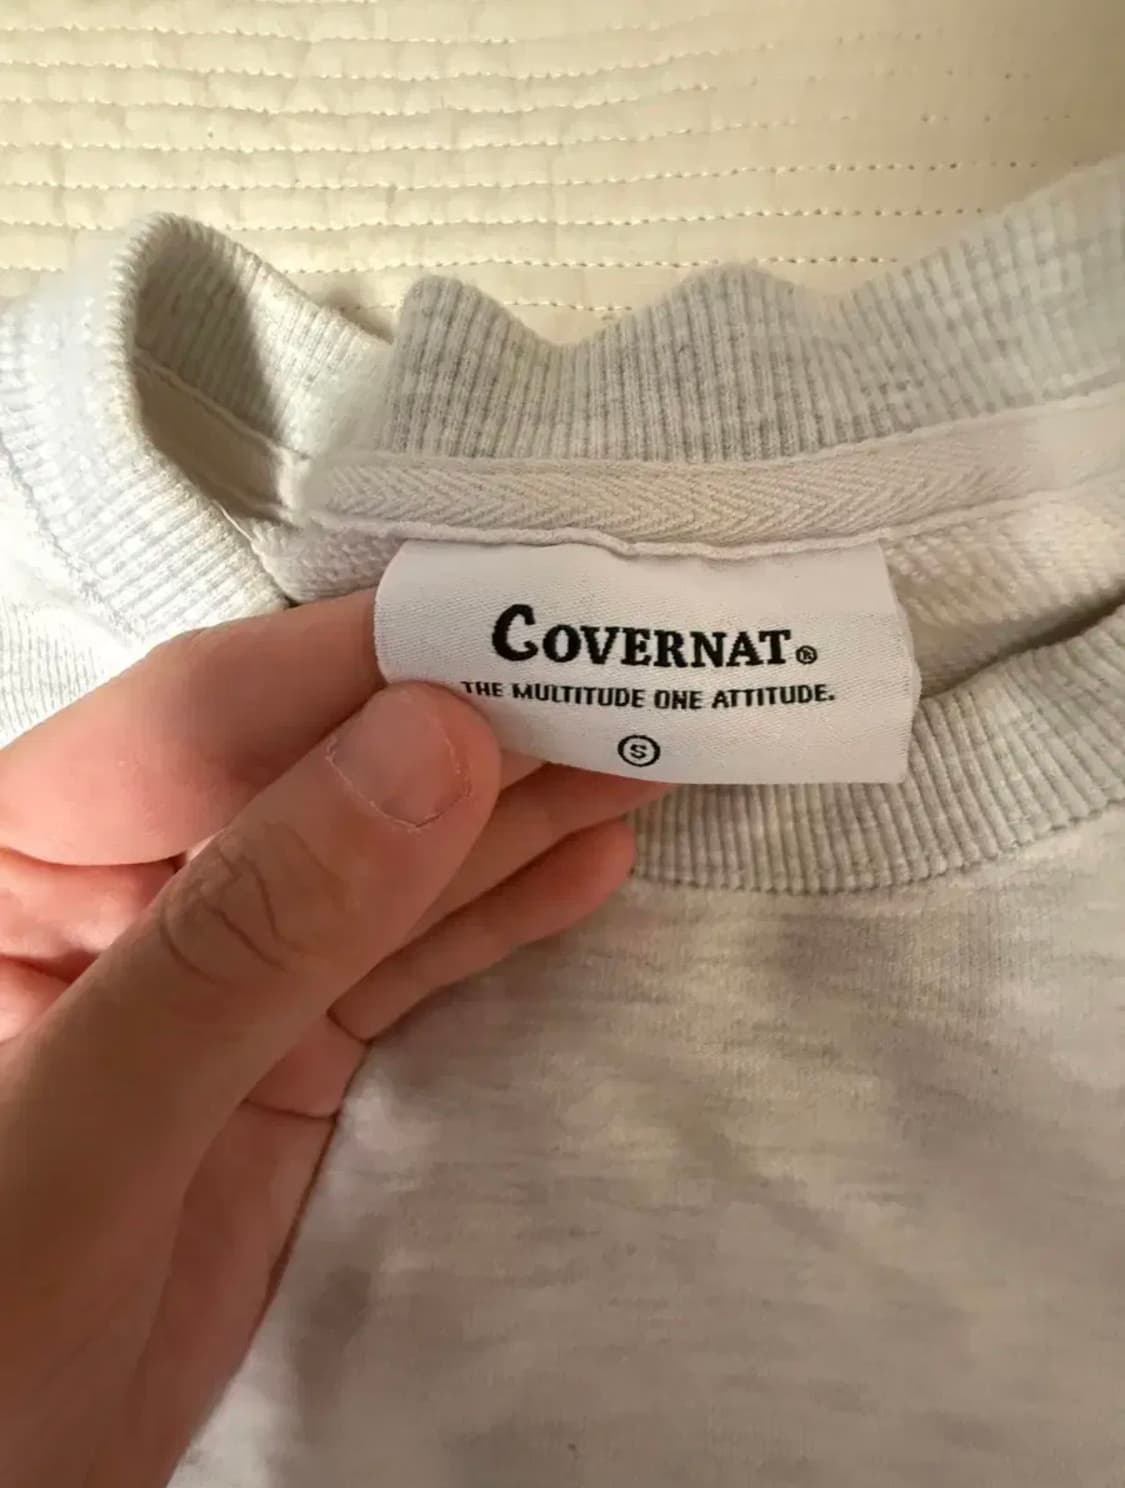 COVERNAT®
THE MULTITUDE ONE ATTITUDE.
S